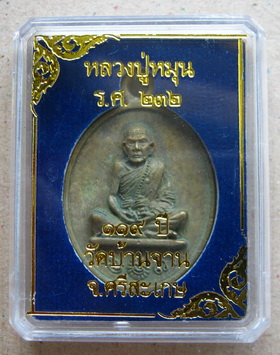 หลวงปู่หมุน
ร.ศ. ๒๓๒
๑๑๙ ปี
วัดบ้านจาน
จ.ศรีสะเกษ